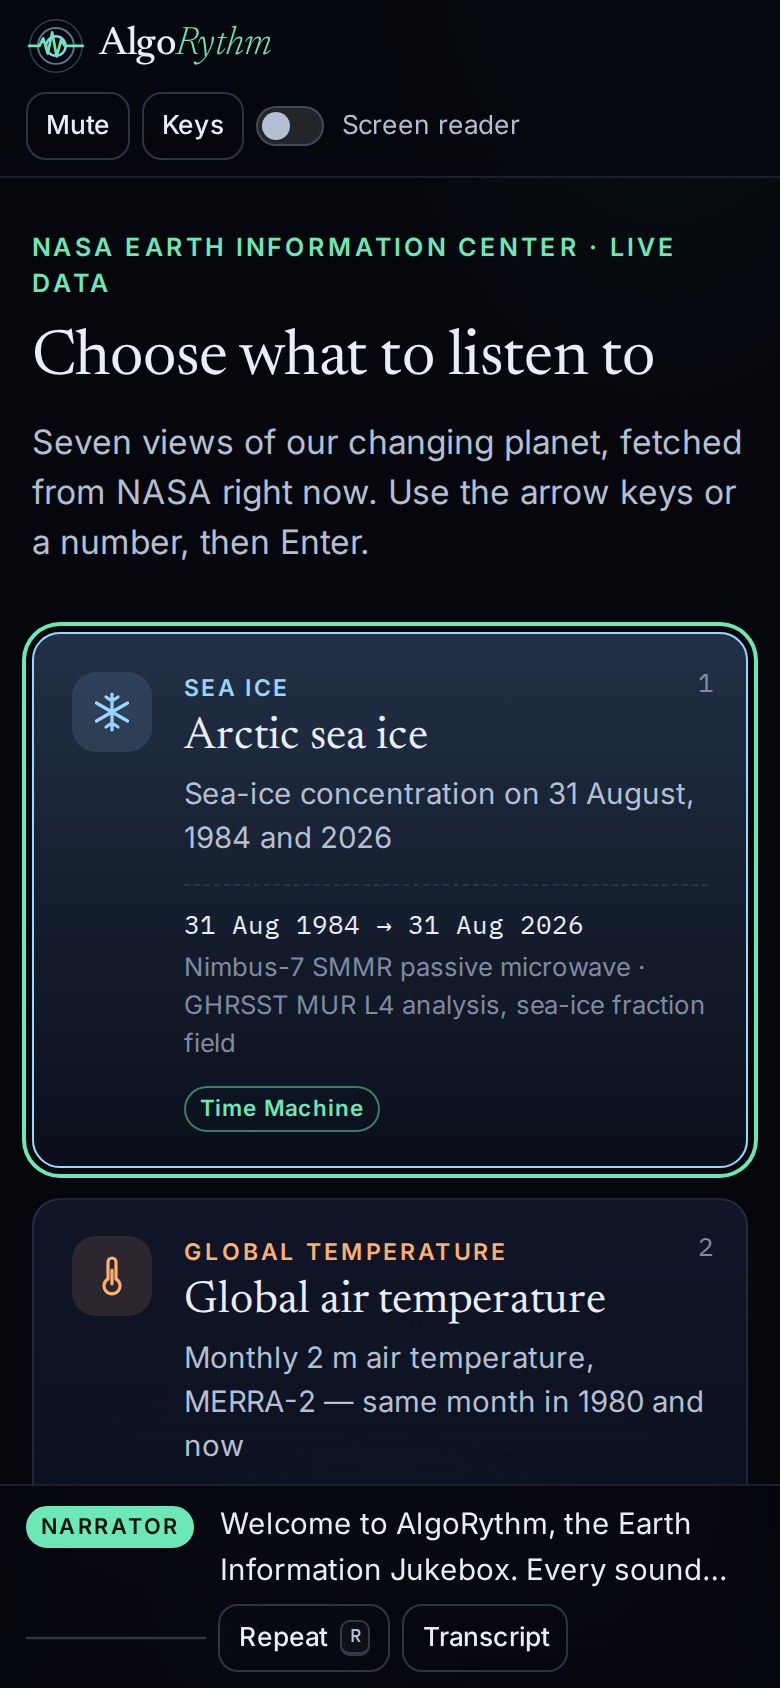 AlgoRythm
Mute
Keys
Screen reader
NASA EARTH INFORMATION CENTER · LIVE
DATA
Choose what to listen to
Seven views of our changing planet, fetched
from NASA right now. Use the arrow keys or
a number, then Enter.
SEA ICE
1
Arctic sea ice
Sea-ice concentration on 31 August,
1984 and 2026
31 Aug 1984 → 31 Aug 2026
Nimbus-7 SMMR passive microwave ·
GHRSST MUR L4 analysis, sea-ice fraction
field
Time Machine
GLOBAL TEMPERATURE
2
Global air temperature
Monthly 2 m air temperature,
MERRA-2 — same month in 1980 and
now
NARRATOR
Welcome to AlgoRythm, the Earth
Information Jukebox. Every sound...
Repeat R
Transcript